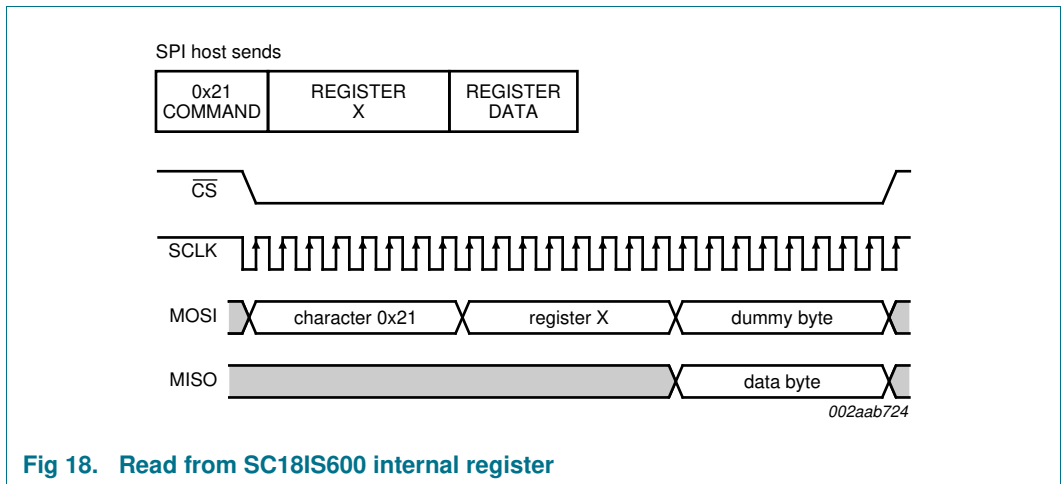 SPI host sends
0x21 COMMAND
REGISTER X
REGISTER DATA
CS
SCLK
MOSI
character 0x21
register X
dummy byte
MISO
data byte
002aab724
Fig 18. Read from SC18IS600 internal register